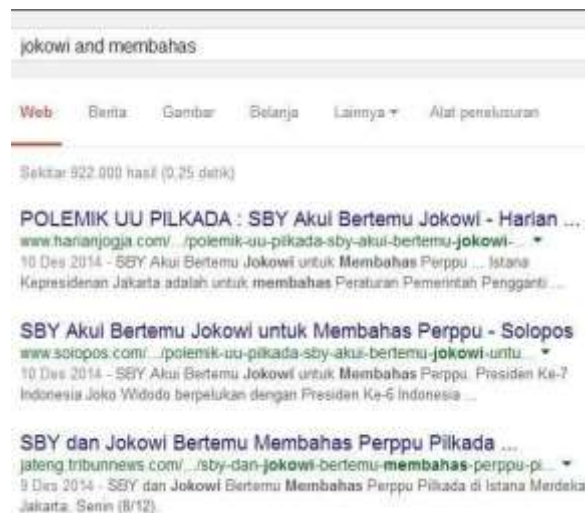 jokowi and membahas
Web Berita Gambar Belanja Lainnya Alat penelusuran
Sekitar 922.000 hasil (0,25 detik)
POLEMIK UU PILKADA : SBY Akui Bertemu Jokowi - Harian ...
www.harianjogja.com/.../polemik-uu-pilkada-sby-akui-bertemu-jokowi-...
10 Des 2014 - SBY Akui Bertemu Jokowi untuk Membahas Perppu ... Istana
Kepresidenan Jakarta adalah untuk membahas Peraturan Pemerintah Pengganti ...
SBY Akui Bertemu Jokowi untuk Membahas Perppu - Solopos
www.solopos.com/.../polemik-uu-pilkada-sby-akui-bertemu-jokowi-untu...
10 Des 2014 - SBY Akui Bertemu Jokowi untuk Membahas Perppu. Presiden Ke-7
Indonesia Joko Widodo berpelukan dengan Presiden Ke-6 Indonesia ...
SBY dan Jokowi Bertemu Membahas Perppu Pilkada ...
jateng.tribunnews.com/.../sby-dan-jokowi-bertemu-membahas-perppu-pi...
9 Des 2014 - SBY dan Jokowi Bertemu Membahas Perppu Pilkada di Istana Merdeka
Jakarta, Senin (8/12).